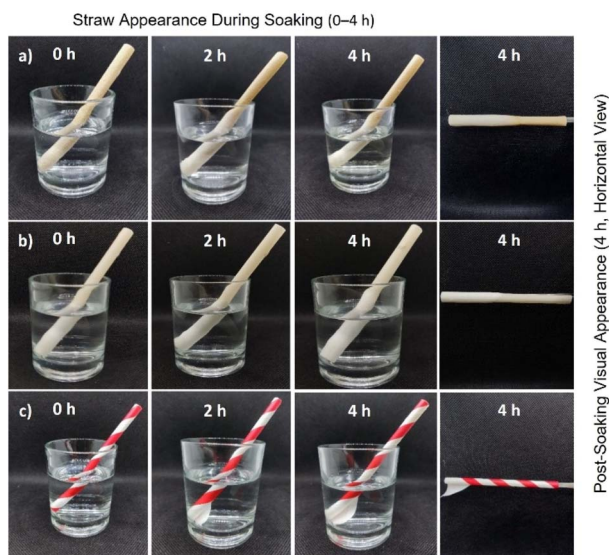 Straw Appearance During Soaking (0–4 h)
a) 0 h 2 h 4 h 4 h
b) 0 h 2 h 4 h 4 h
c) 0 h 2 h 4 h 4 h
Post-Soaking Visual Appearance (4 h, Horizontal View)